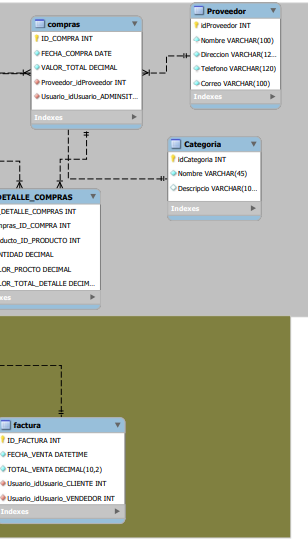 compras
ID_COMPRA INT
FECHA_COMPRA DATE
VALOR_TOTAL DECIMAL
Proveedor_idProveedor INT
Usuario_idUsuario_ADMINSIT...
Indexes
Proveedor
idProveedor INT
Nombre VARCHAR(100)
Direccion VARCHAR(12...
Telefono VARCHAR(120)
Correo VARCHAR(100)
Indexes
Categoria
idCategoria INT
Nombre VARCHAR(45)
Descripcio VARCHAR(10...
Indexes
DETALLE_COMPRAS
_DETALLE_COMPRAS INT
mpras_ID_COMPRA INT
ducto_ID_PRODUCTO INT
NTIDAD DECIMAL
LOR_PROCTO DECIMAL
LOR_TOTAL_DETALLE DECIM...
xes
factura
ID_FACTURA INT
FECHA_VENTA DATETIME
TOTAL_VENTA DECIMAL(10,2)
Usuario_idUsuario_CLIENTE INT
Usuario_idUsuario_VENDEDOR INT
Indexes